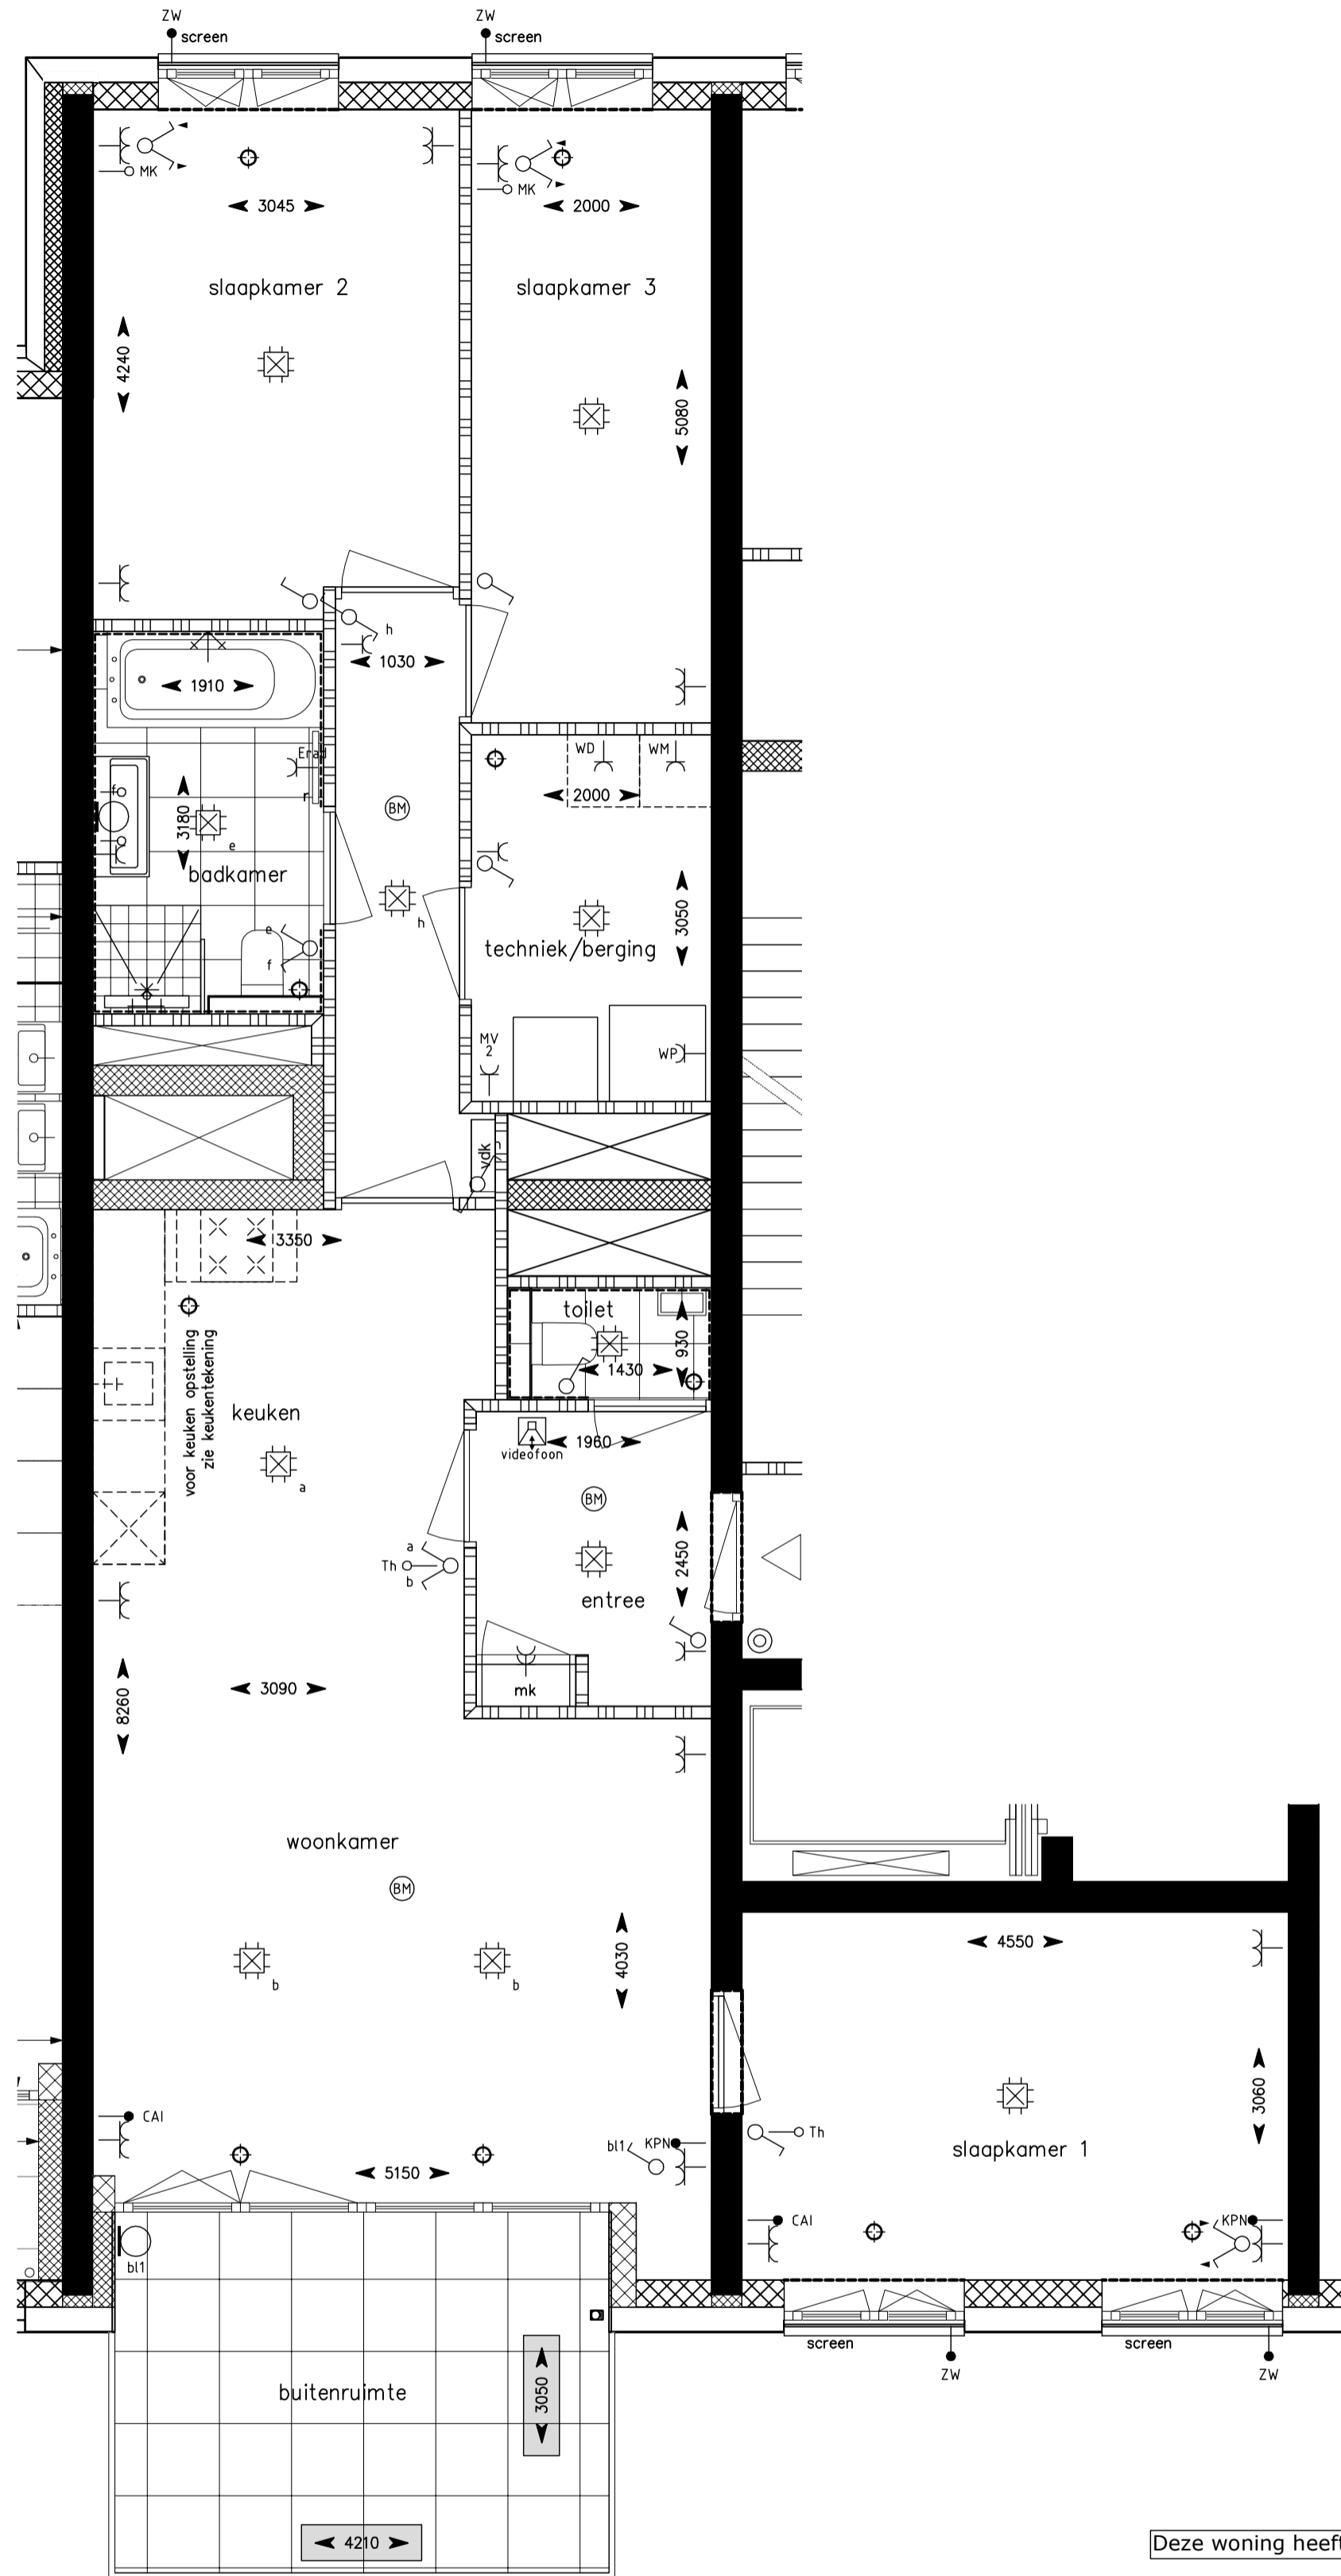 ZW
screen
ZW
screen
MK
MK
3045
2000
slaapkamer 2
slaapkamer 3
4240
5080
h
1030
1910
Erad
WD
WM
r
f
BM
2000
3180
e
badkamer
h
3050
e
techniek/berging
f
MV
2
WP
vdk
3350
toilet
930
voor keuken opstelling
zie keukentekening
1430
keuken
1960
videofoon
a
BM
a
Th
b
2450
entree
8260
3090
mk
woonkamer
BM
4030
4550
b
b
3060
CAI
Th
bl1
KPN
slaapkamer 1
5150
CAI
KPN
bl1
screen
screen
ZW
ZW
buitenruimte
3050
4210
Deze woning heeft